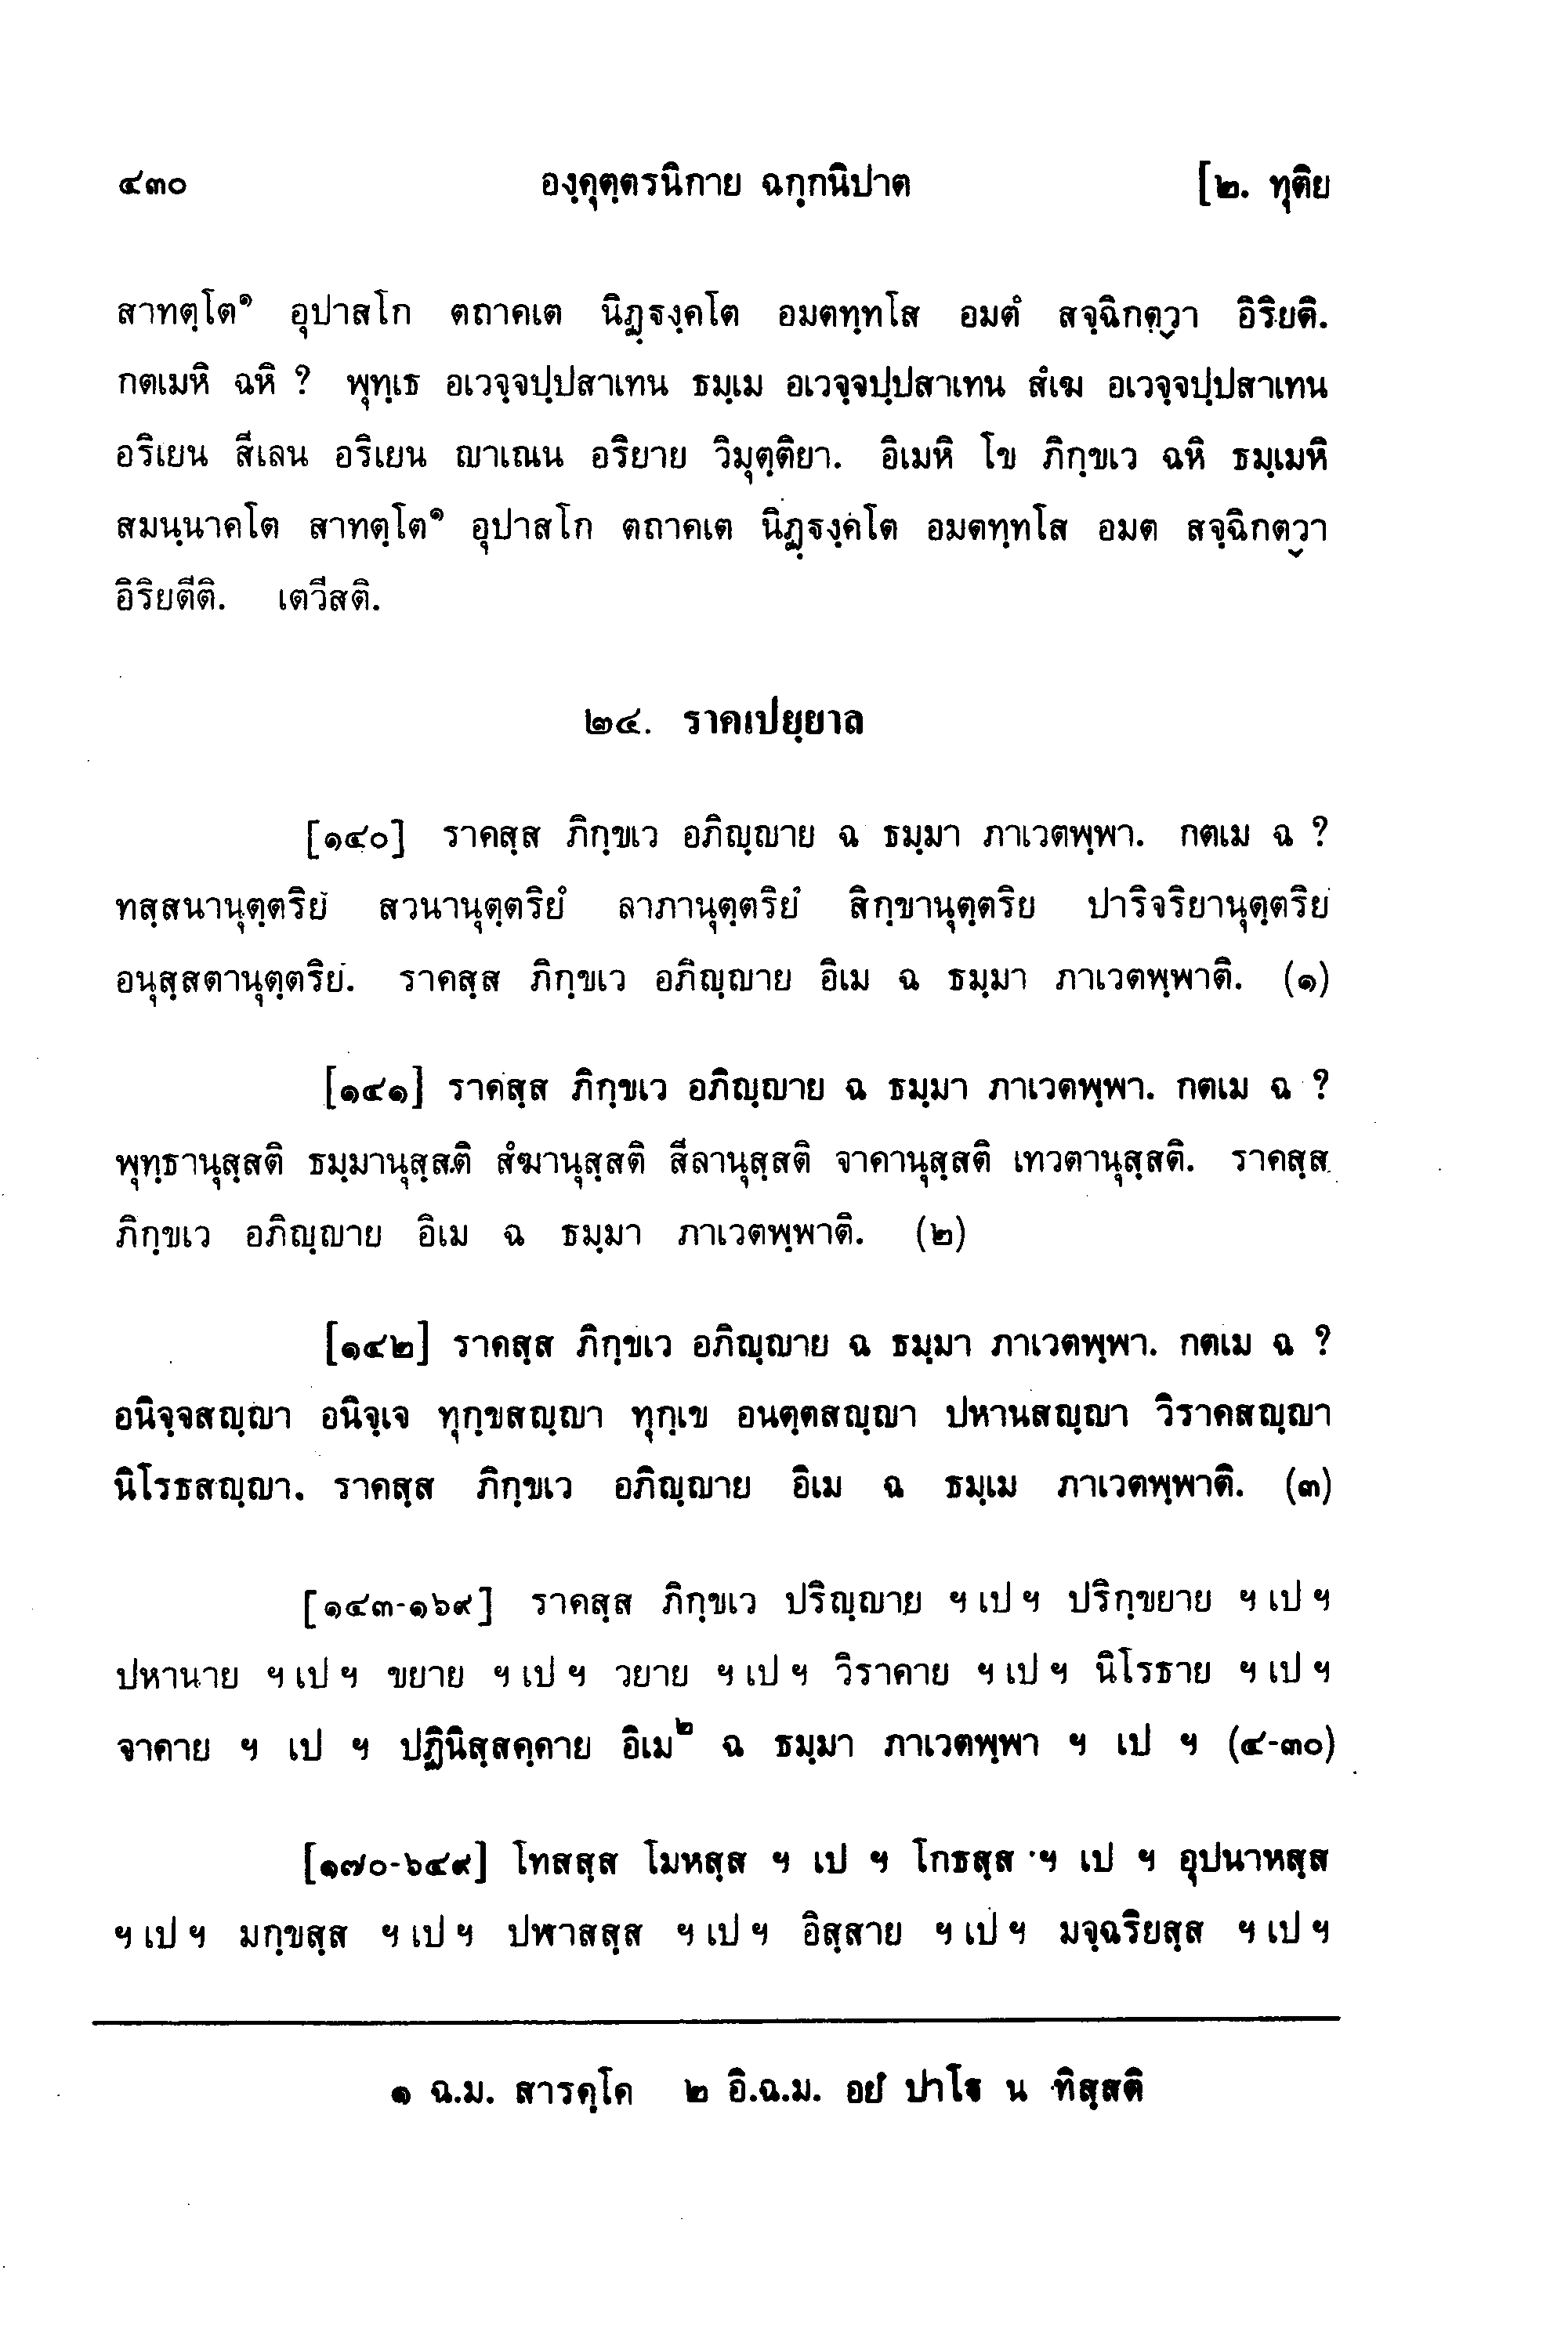 ๔๓๐ องฺคุตฺตรนิกาย ฉกฺกนิปาต [๒. ทุติย
สาทตฺโต๑ อุปาสโก ตถาคเต นิฏฺฐงฺคโต อมตทฺทโส อมตํ สจฺฉิกตฺวา อิริยติ.
กตเมหิ ฉหิ ? พุทฺเธ อเวจฺจปฺปสาเทน ธมฺเม อเวจฺจปฺปสาเทน สํเฆ อเวจฺจปฺปสาเทน
อริเยน สีเลน อริเยน ญาเณน อริยาย วิมุตฺติยา. อิเมหิ โข ภิกฺขเว ฉหิ ธมฺเมหิ
สมนฺนาคโต สาทตฺโต๑ อุปาสโก ตถาคเต นิฏฺฐงฺคโต อมตทฺทโส อมต สจฺฉิกตฺวา
อิริยตีติ. เตวีสติ.
๒๔. ราคเปยฺยาล
[๑๔๐] ราคสฺส ภิกฺขเว อภิญฺญาย ฉ ธมฺมา ภาเวตพฺพา. กตเม ฉ ?
ทสฺสนานุตฺตริยํ สวนานุตฺตริยํ ลาภานุตฺตริยํ สิกฺขานุตฺตริย ปาริจริยานุตฺตริย
อนุสฺสตานุตฺตริยํ. ราคสฺส ภิกฺขเว อภิญฺญาย อิเม ฉ ธมฺมา ภาเวตพฺพาติ. (๑)
[๑๔๑] ราคสฺส ภิกฺขเว อภิญฺญาย ฉ ธมฺมา ภาเวตพฺพา. กตเม ฉ ?
พุทฺธานุสฺสติ ธมฺมานุสฺสติ สํฆานุสฺสติ สีลานุสฺสติ จาคานุสฺสติ เทวตานุสฺสติ. ราคสฺส
ภิกฺขเว อภิญฺญาย อิเม ฉ ธมฺมา ภาเวตพฺพาติ. (๒)
[๑๔๒] ราคสฺส ภิกฺขเว อภิญฺญาย ฉ ธมฺมา ภาเวตพฺพา. กตเม ฉ ?
อนิจฺจสญฺญา อนิจฺเจ ทุกฺขสญฺญา ทุกฺเข อนตฺตสญฺญา ปหานสญฺญา วิราคสญฺญา
นิโรธสญฺญา. ราคสฺส ภิกฺขเว อภิญฺญาย อิเม ฉ ธมฺเม ภาเวตพฺพาติ. (๓)
[๑๔๓-๑๖๙] ราคสฺส ภิกฺขเว ปริญฺญาย ฯ เป ฯ ปริกฺขยาย ฯ เป ฯ
ปหานาย ฯ เป ฯ ขยาย ฯ เป ฯ วยาย ฯ เป ฯ วิราคาย ฯ เป ฯ นิโรธาย ฯ เป ฯ
จาคาย ฯ เป ฯ ปฏินิสฺสคฺคาย อิเม๒ ฉ ธมฺมา ภาเวตพฺพา ฯ เป ฯ (๔-๓๐)
[๑๗๐-๖๔๙] โทสสฺส โมหสฺส ฯ เป ฯ โกธสฺส ฯ เป ฯ อุปนาหสฺส
ฯ เป ฯ มกฺขสฺส ฯ เป ฯ ปฬาสสฺส ฯ เป ฯ อิสฺสาย ฯ เป ฯ มจฺฉริยสฺส ฯ เป ฯ
๑ ฉ.ม. สารคฺโค ๒ อิ.ฉ.ม. อยํ ปาโฐ น ทิสฺสติ